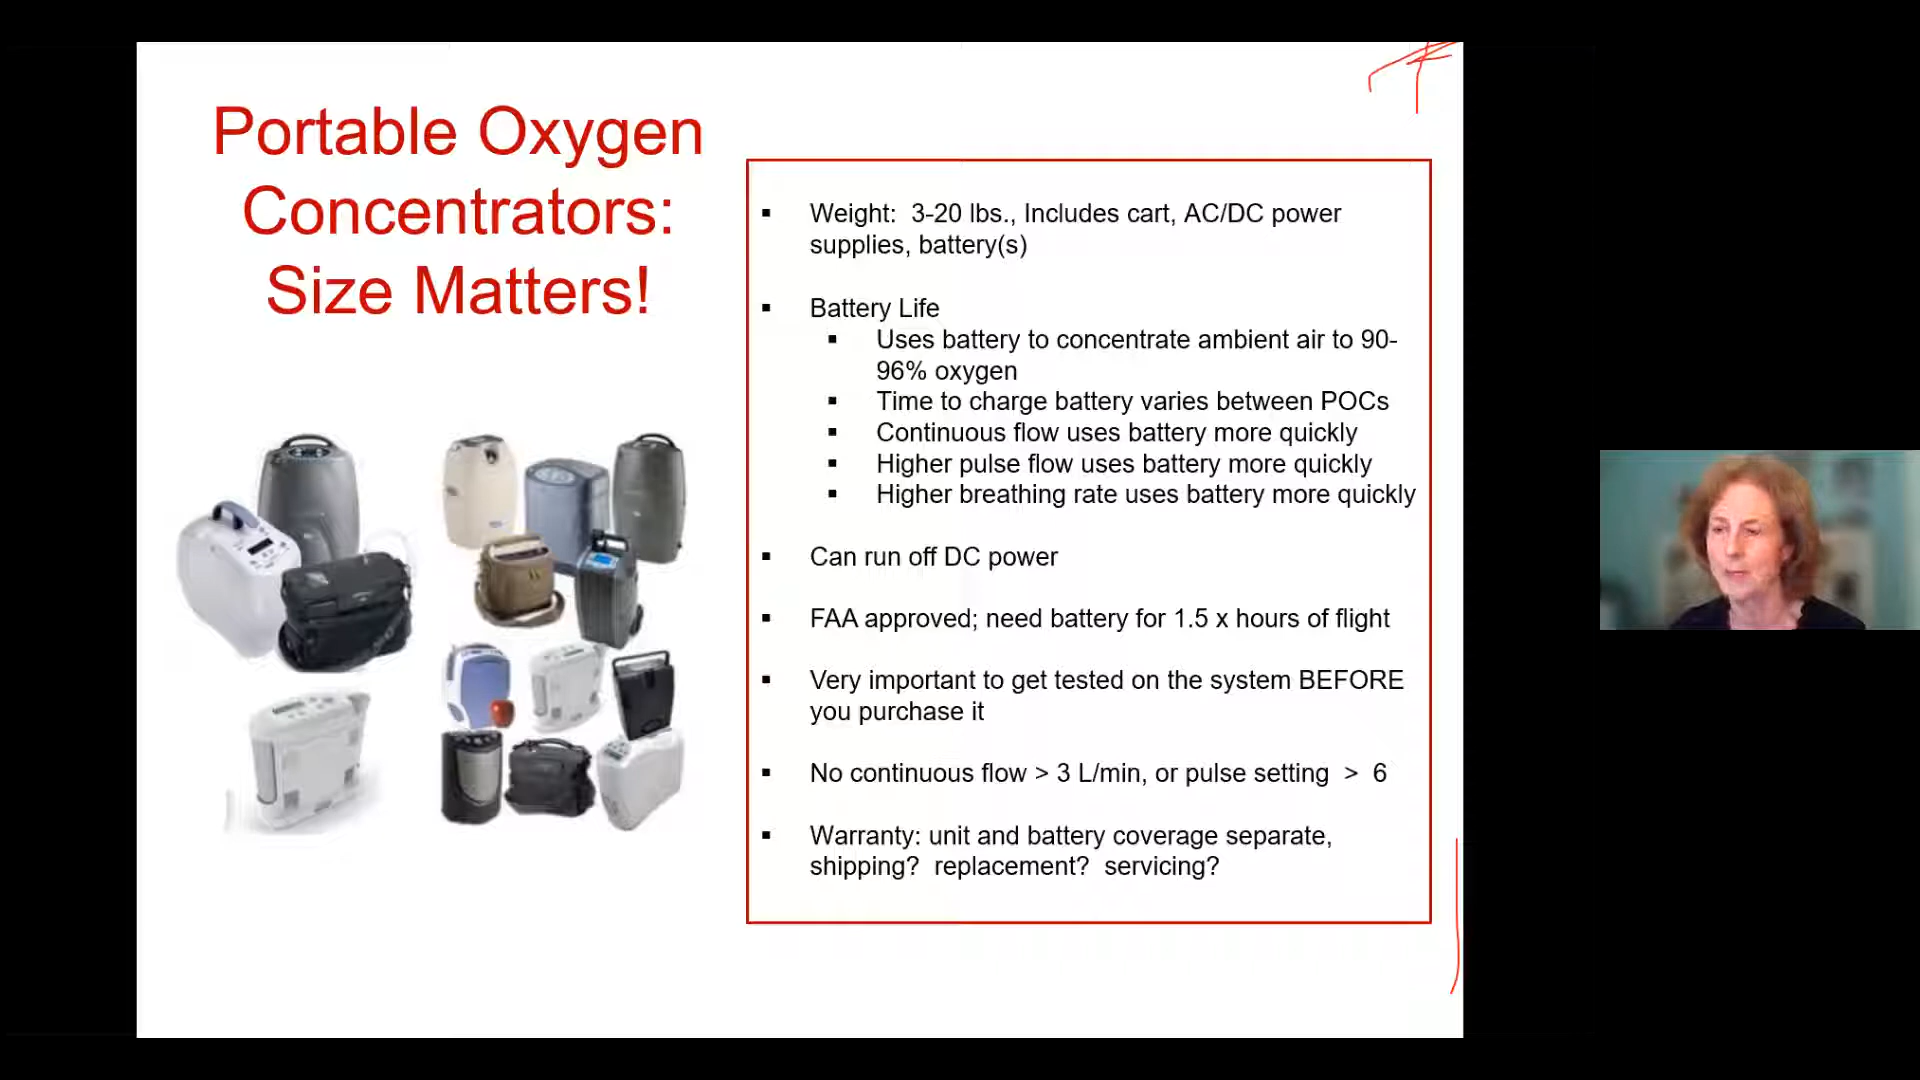 Portable Oxygen
Concentrators:
Size Matters!
▪ Weight:  3-20 lbs., Includes cart, AC/DC power
supplies, battery(s)
▪ Battery Life
▪ Uses battery to concentrate ambient air to 90-
96% oxygen
▪ Time to charge battery varies between POCs
▪ Continuous flow uses battery more quickly
▪ Higher pulse flow uses battery more quickly
▪ Higher breathing rate uses battery more quickly
▪ Can run off DC power
▪ FAA approved; need battery for 1.5 x hours of flight
▪ Very important to get tested on the system BEFORE
you purchase it
▪ No continuous flow > 3 L/min, or pulse setting  >  6
▪ Warranty: unit and battery coverage separate,
shipping?  replacement?  servicing?